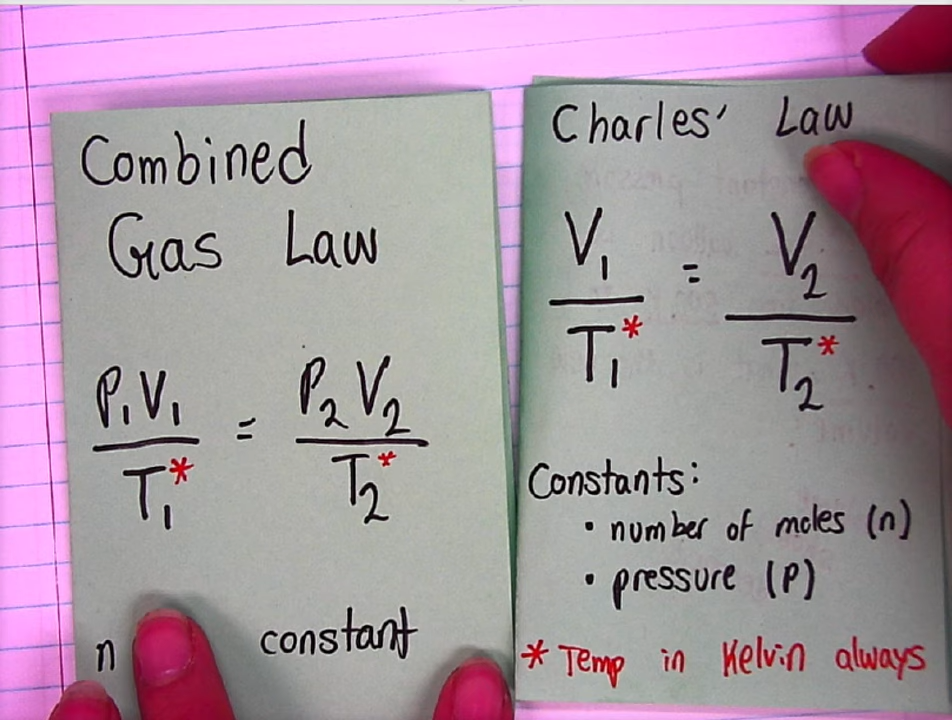 Combined
Gas Law
P₁V₁ / T₁* = P₂V₂ / T₂*
n constant
Charles' Law
V₁ / T₁* = V₂ / T₂*
Constants:
• number of moles (n)
• pressure (P)
* Temp in Kelvin always